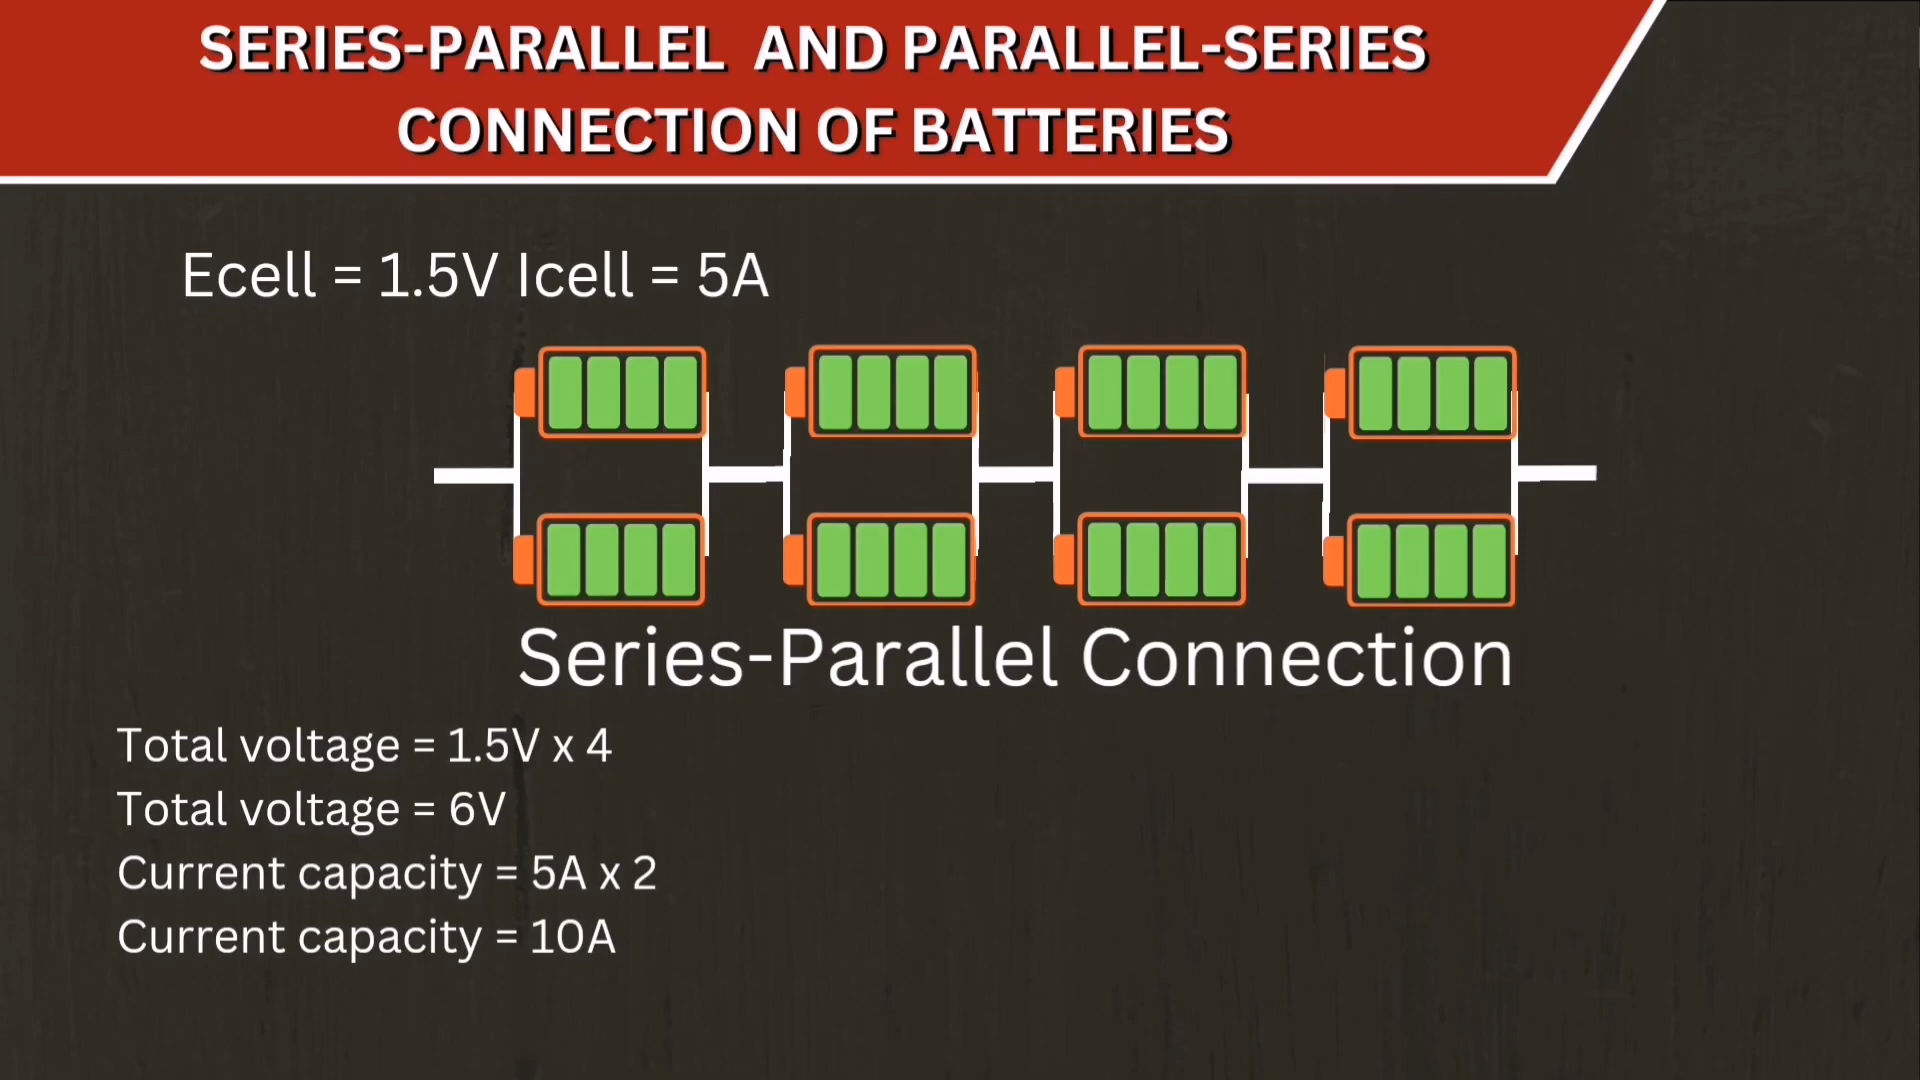 SERIES-PARALLEL AND PARALLEL-SERIES
CONNECTION OF BATTERIES
Ecell = 1.5V Icell = 5A
Series-Parallel Connection
Total voltage = 1.5V x 4
Total voltage = 6V
Current capacity = 5A x 2
Current capacity = 10A